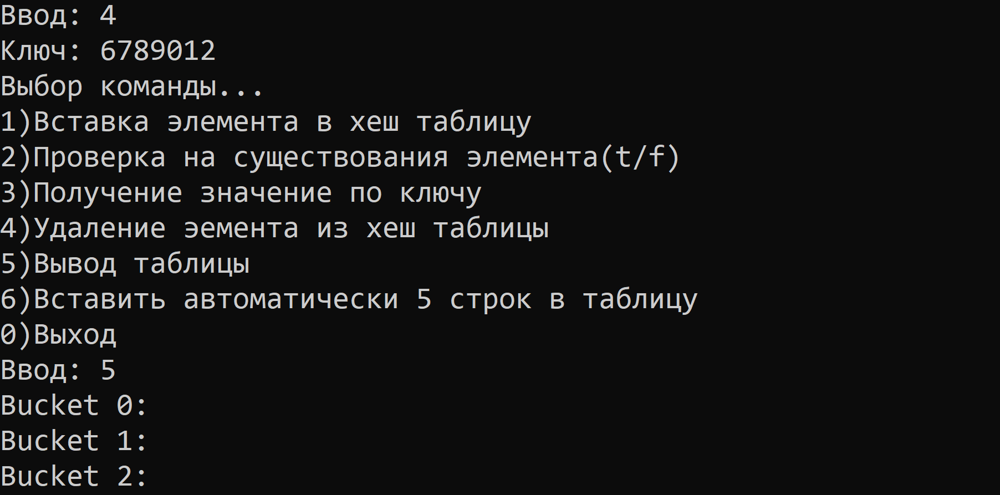 Ввод: 4
Ключ: 6789012
Выбор команды...
1)Вставка элемента в хеш таблицу
2)Проверка на существования элемента(t/f)
3)Получение значение по ключу
4)Удаление эемента из хеш таблицы
5)Вывод таблицы
6)Вставить автоматически 5 строк в таблицу
0)Выход
Ввод: 5
Bucket 0:
Bucket 1:
Bucket 2: